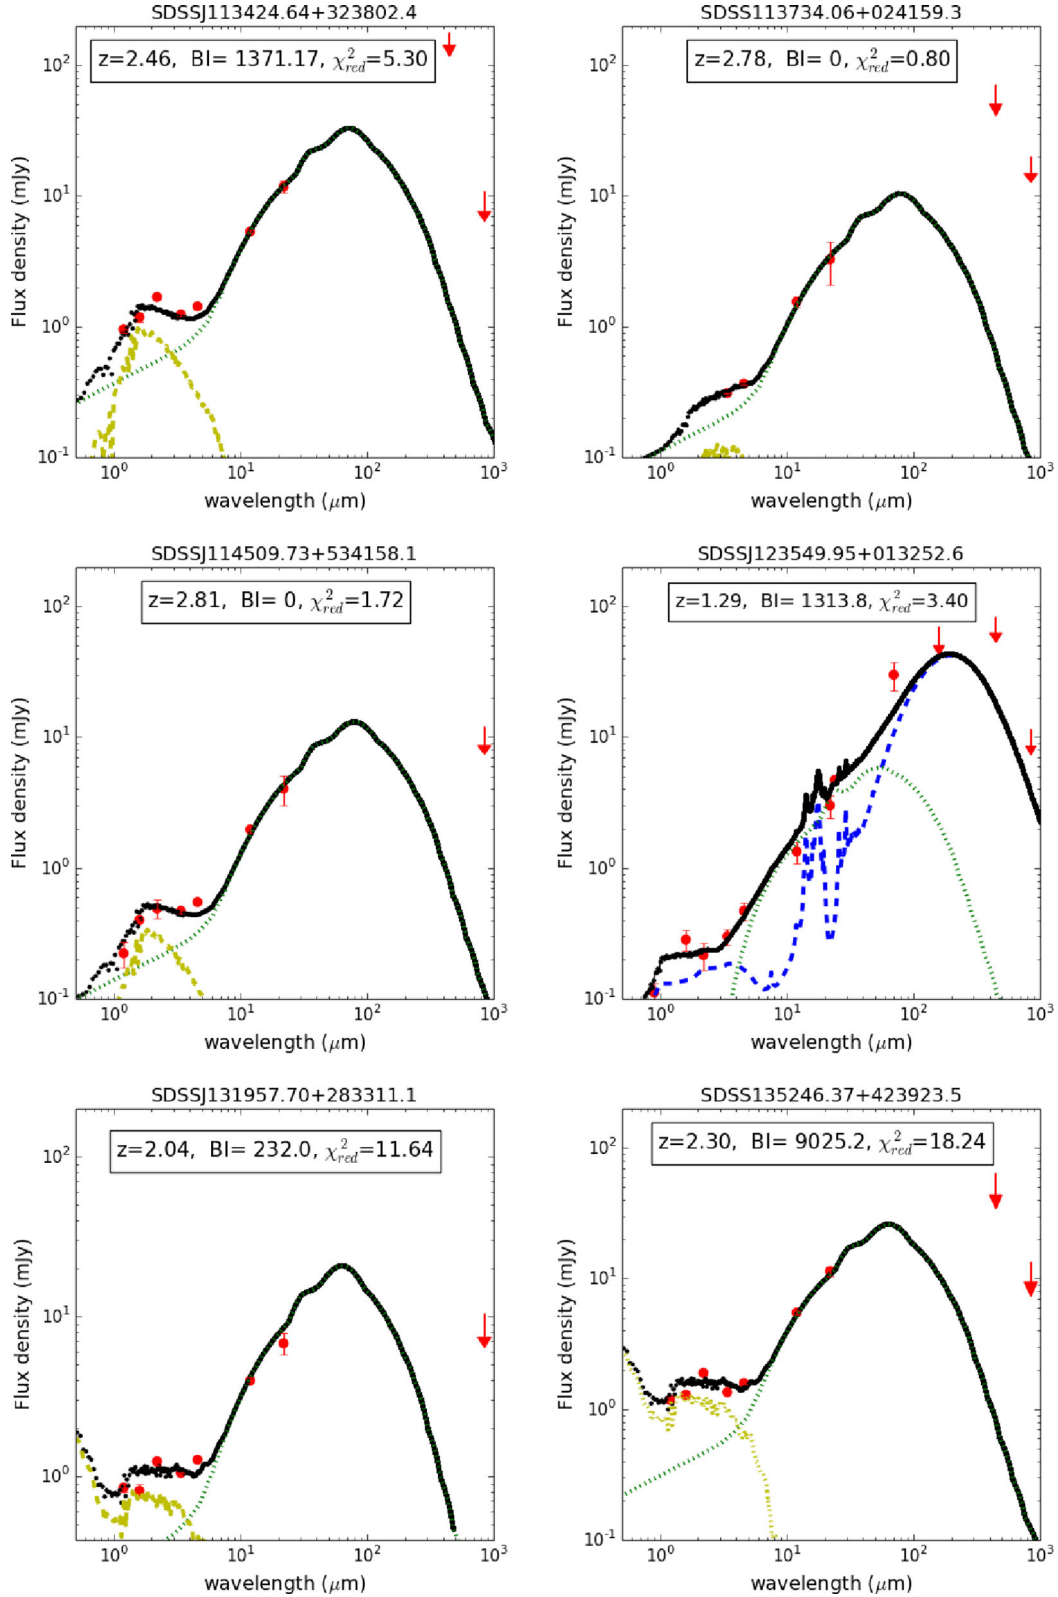 SDSSJ113424.64+323802.4
z=2.46, BI= 1371.17, χ²red=5.30
Flux density (mJy)
10²
10¹
10⁰
10⁻¹
10⁰ 10¹ 10² 10³
wavelength (μm)
SDSS113734.06+024159.3
z=2.78, BI= 0, χ²red=0.80
Flux density (mJy)
10²
10¹
10⁰
10⁻¹
10⁰ 10¹ 10² 10³
wavelength (μm)
SDSSJ114509.73+534158.1
z=2.81, BI= 0, χ²red=1.72
Flux density (mJy)
10²
10¹
10⁰
10⁻¹
10⁰ 10¹ 10² 10³
wavelength (μm)
SDSSJ123549.95+013252.6
z=1.29, BI= 1313.8, χ²red=3.40
Flux density (mJy)
10²
10¹
10⁰
10⁻¹
10⁰ 10¹ 10² 10³
wavelength (μm)
SDSSJ131957.70+283311.1
z=2.04, BI= 232.0, χ²red=11.64
Flux density (mJy)
10²
10¹
10⁰
10⁰ 10¹ 10² 10³
wavelength (μm)
SDSS135246.37+423923.5
z=2.30, BI= 9025.2, χ²red=18.24
Flux density (mJy)
10²
10¹
10⁰
10⁻¹
10⁰ 10¹ 10² 10³
wavelength (μm)